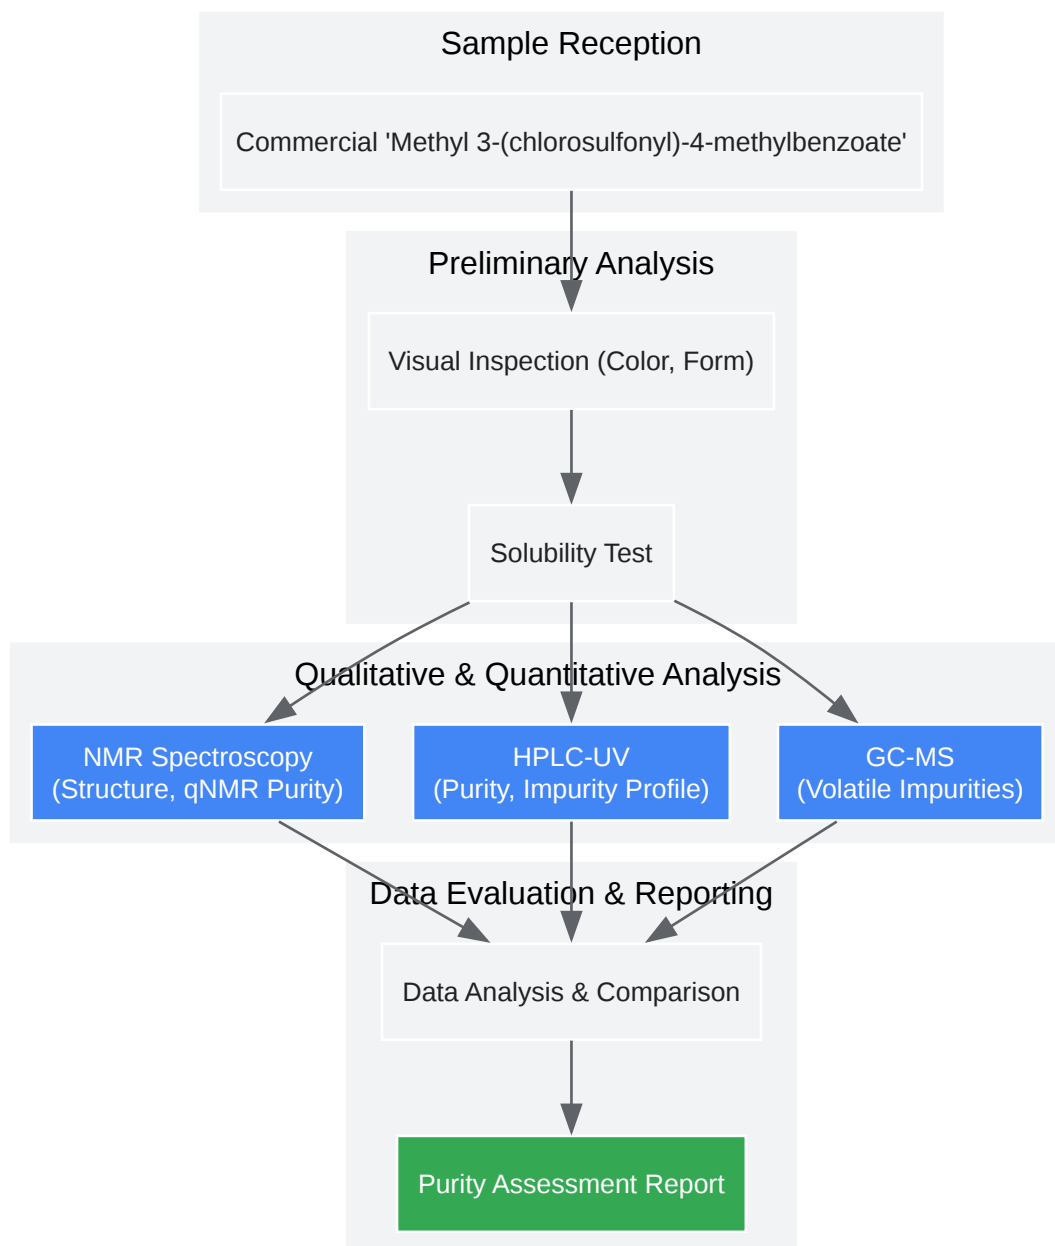 Sample Reception
Commercial 'Methyl 3-(chlorosulfonyl)-4-methylbenzoate'
Preliminary Analysis
Visual Inspection (Color, Form)
Solubility Test
Qualitative & Quantitative Analysis
NMR Spectroscopy
(Structure, qNMR Purity)
HPLC-UV
(Purity, Impurity Profile)
GC-MS
(Volatile Impurities)
Data Evaluation & Reporting
Data Analysis & Comparison
Purity Assessment Report